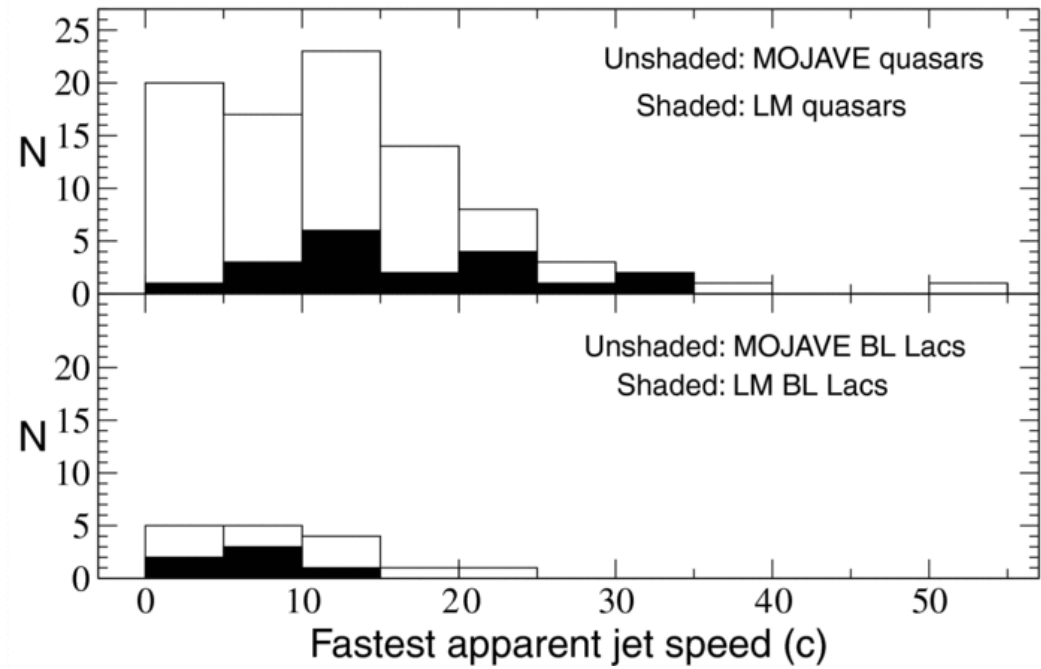 25
20
15
10
5
0
N
Unshaded: MOJAVE quasars
Shaded: LM quasars
20
15
10
5
0
N
Unshaded: MOJAVE BL Lacs
Shaded: LM BL Lacs
0 10 20 30 40 50
Fastest apparent jet speed (c)